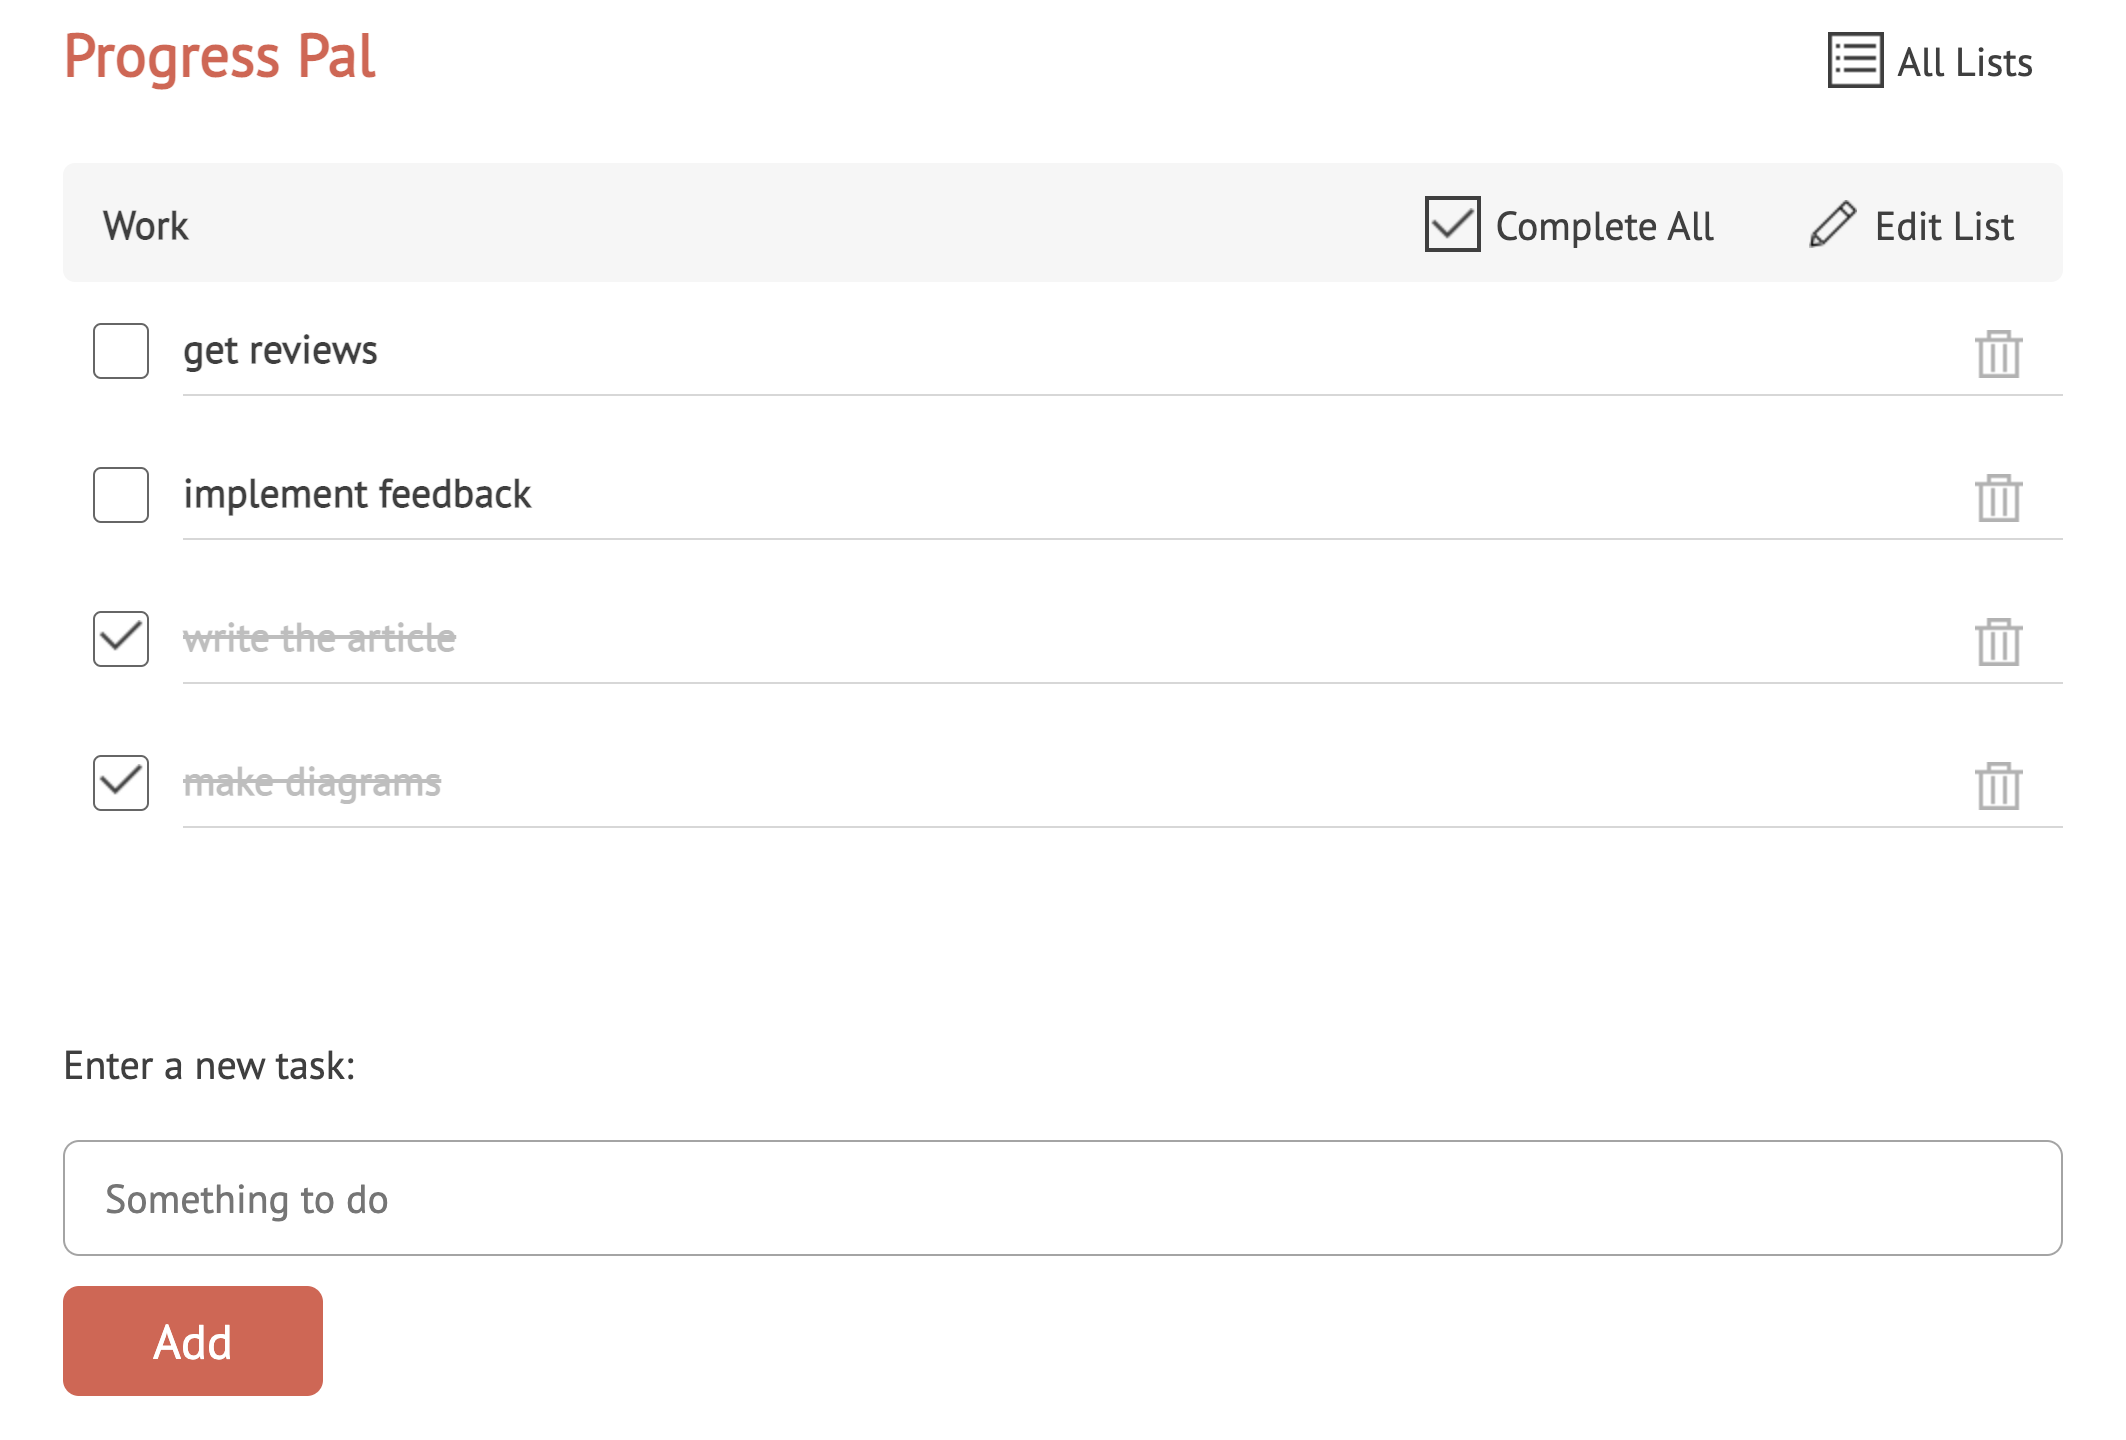 Progress Pal
All Lists
Work
Complete All
Edit List
get reviews
implement feedback
write the article
make diagrams
Enter a new task:
Something to do
Add